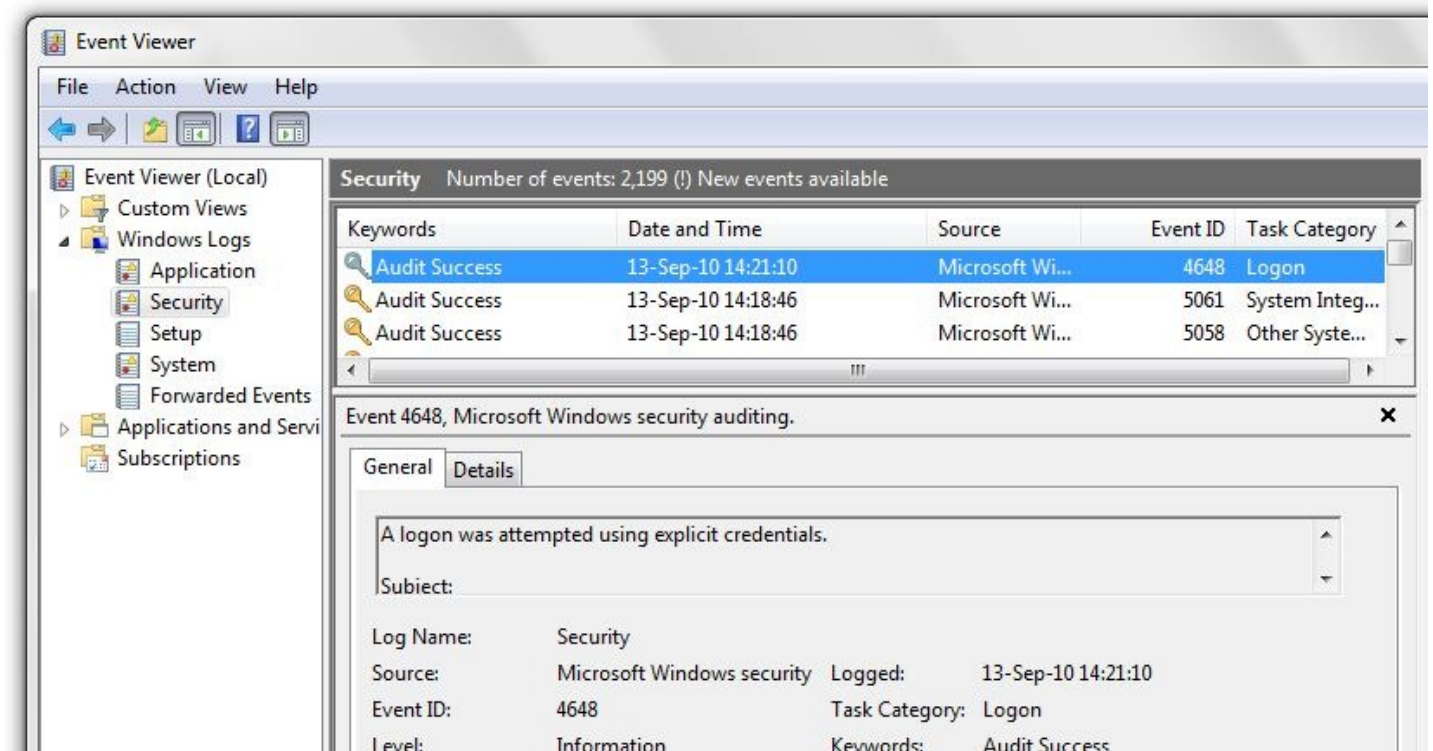 Event Viewer
File Action View Help
Event Viewer (Local)
Custom Views
Windows Logs
Application
Security
Setup
System
Forwarded Events
Applications and Servi
Subscriptions
Security Number of events: 2,199 (!) New events available
Keywords Date and Time Source Event ID Task Category
Audit Success 13-Sep-10 14:21:10 Microsoft Wi... 4648 Logon
Audit Success 13-Sep-10 14:18:46 Microsoft Wi... 5061 System Integ...
Audit Success 13-Sep-10 14:18:46 Microsoft Wi... 5058 Other Syste...
Event 4648, Microsoft Windows security auditing.
General Details
A logon was attempted using explicit credentials.
Subject:
Log Name: Security
Source: Microsoft Windows security Logged: 13-Sep-10 14:21:10
Event ID: 4648 Task Category: Logon
Level: Information Keywords: Audit Success